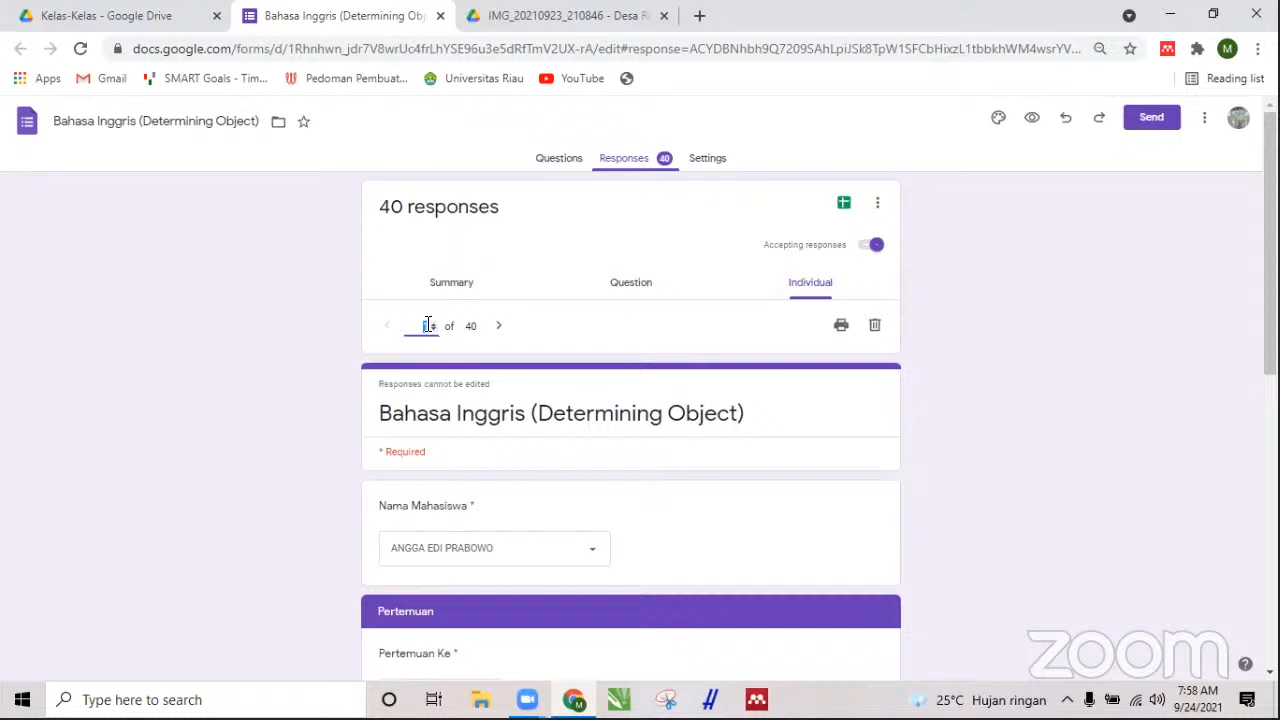 Kelas-Kelas - Google Drive
Bahasa Inggris (Determining Obj
IMG_20210923_210846 - Desa Ri
docs.google.com/forms/d/1Rhnhwn_jdr7V8wrUc4frLhYSE96u3e5dRfTmV2UX-rA/edit#response=ACYDBNhbh9Q7209SAhLpiJSk8TpW15FCbHixzL1tbbkhWM4wsrYV...
M
Apps
Gmail
SMART Goals - Tim...
Pedoman Pembuat...
Universitas Riau
YouTube
Reading list
Bahasa Inggris (Determining Object)
Send
Questions
Responses 40
Settings
40 responses
Accepting responses
Summary
Question
Individual
of 40
Responses cannot be edited
Bahasa Inggris (Determining Object)
* Required
Nama Mahasiswa *
ANGGA EDI PRABOWO
Pertemuan
Pertemuan Ke *
zoom
Type here to search
25°C Hujan ringan
7:58 AM
9/24/2021